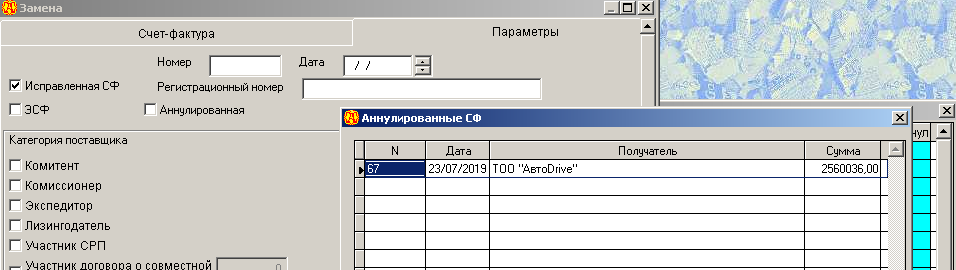 Замена
Счет-фактура
Параметры
Номер
Дата
/ /
Исправленная СФ
Регистрационный номер
ЭСФ
Аннулированная
Аннулированные СФ
нул
Категория поставщика
N
Дата
Получатель
Сумма
Комитент
67
23/07/2019
ТОО "АвтоDrive"
2560036,00
Комиссионер
Экспедитор
Лизингодатель
Участник СРП
Участник договора о совместной
0